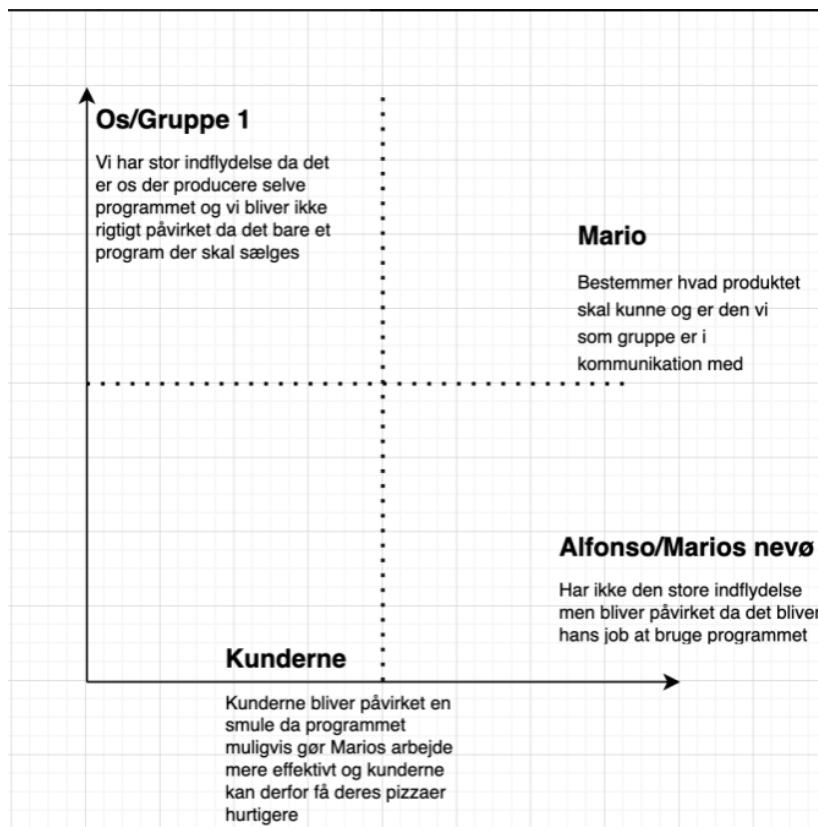 Os/Gruppe 1
Vi har stor indflydelse da det
er os der producere selve
programmet og vi bliver ikke
rigtigt påvirket da det bare et
program der skal sælges
Mario
Bestemmer hvad produktet
skal kunne og er den vi
som gruppe er i
kommunikation med
Alfonso/Marios nevø
Har ikke den store indflydelse
men bliver påvirket da det bliver
hans job at bruge programmet
Kunderne
Kunderne bliver påvirket en
smule da programmet
muligvis gør Marios arbejde
mere effektivt og kunderne
kan derfor få deres pizzaer
hurtigere